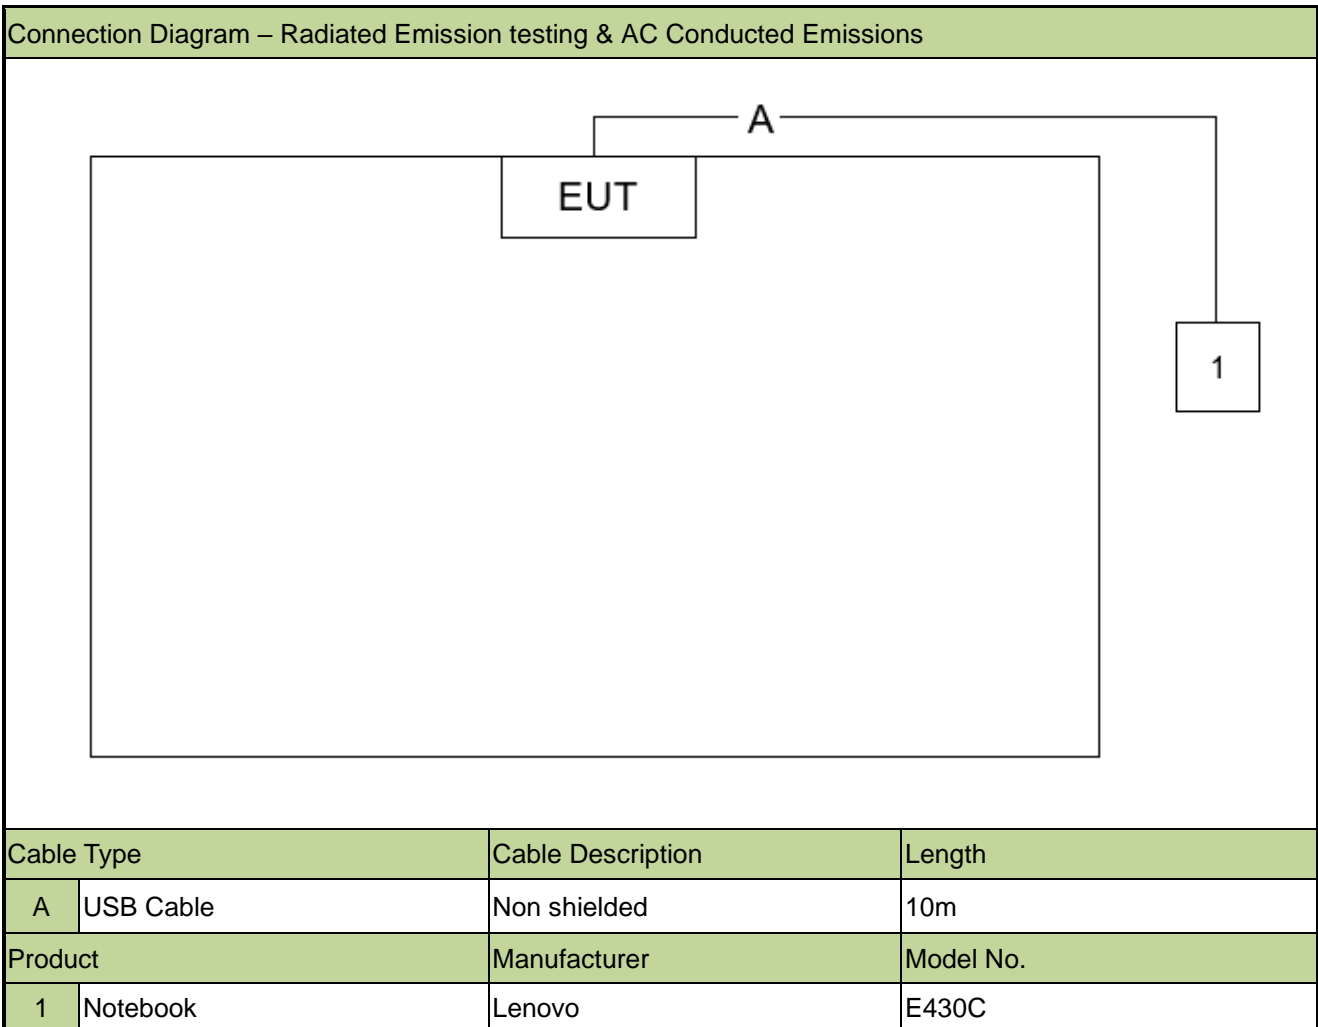 Connection Diagram – Radiated Emission testing & AC Conducted Emissions
A
EUT
1
Cable Type Cable Description Length
A USB Cable Non shielded 10m
Product Manufacturer Model No.
1 Notebook Lenovo E430C